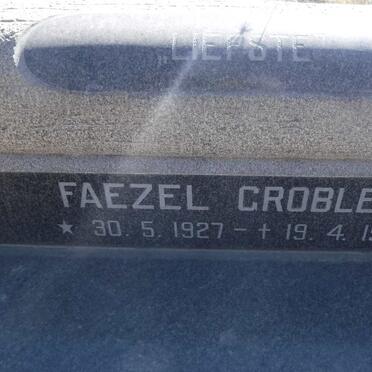 „LIEFSTE"
FAEZEL GROBLE
★ 30. 5. 1927 – † 19. 4. 1